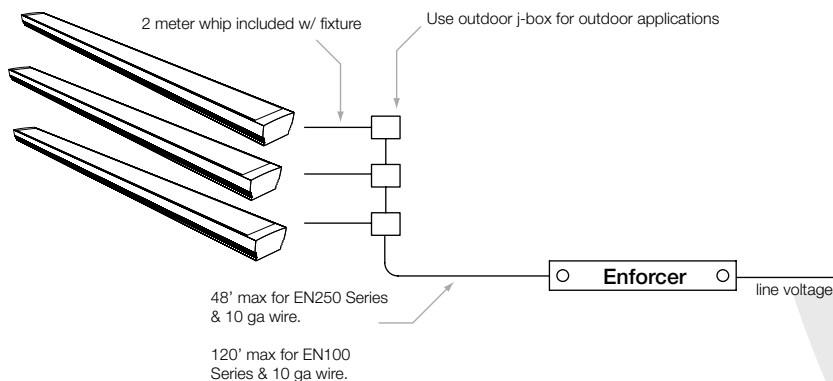 2 meter whip included w/ fixture
Use outdoor j-box for outdoor applications
Enforcer
line voltage
48’ max for EN250 Series
& 10 ga wire.
120’ max for EN100
Series & 10 ga wire.